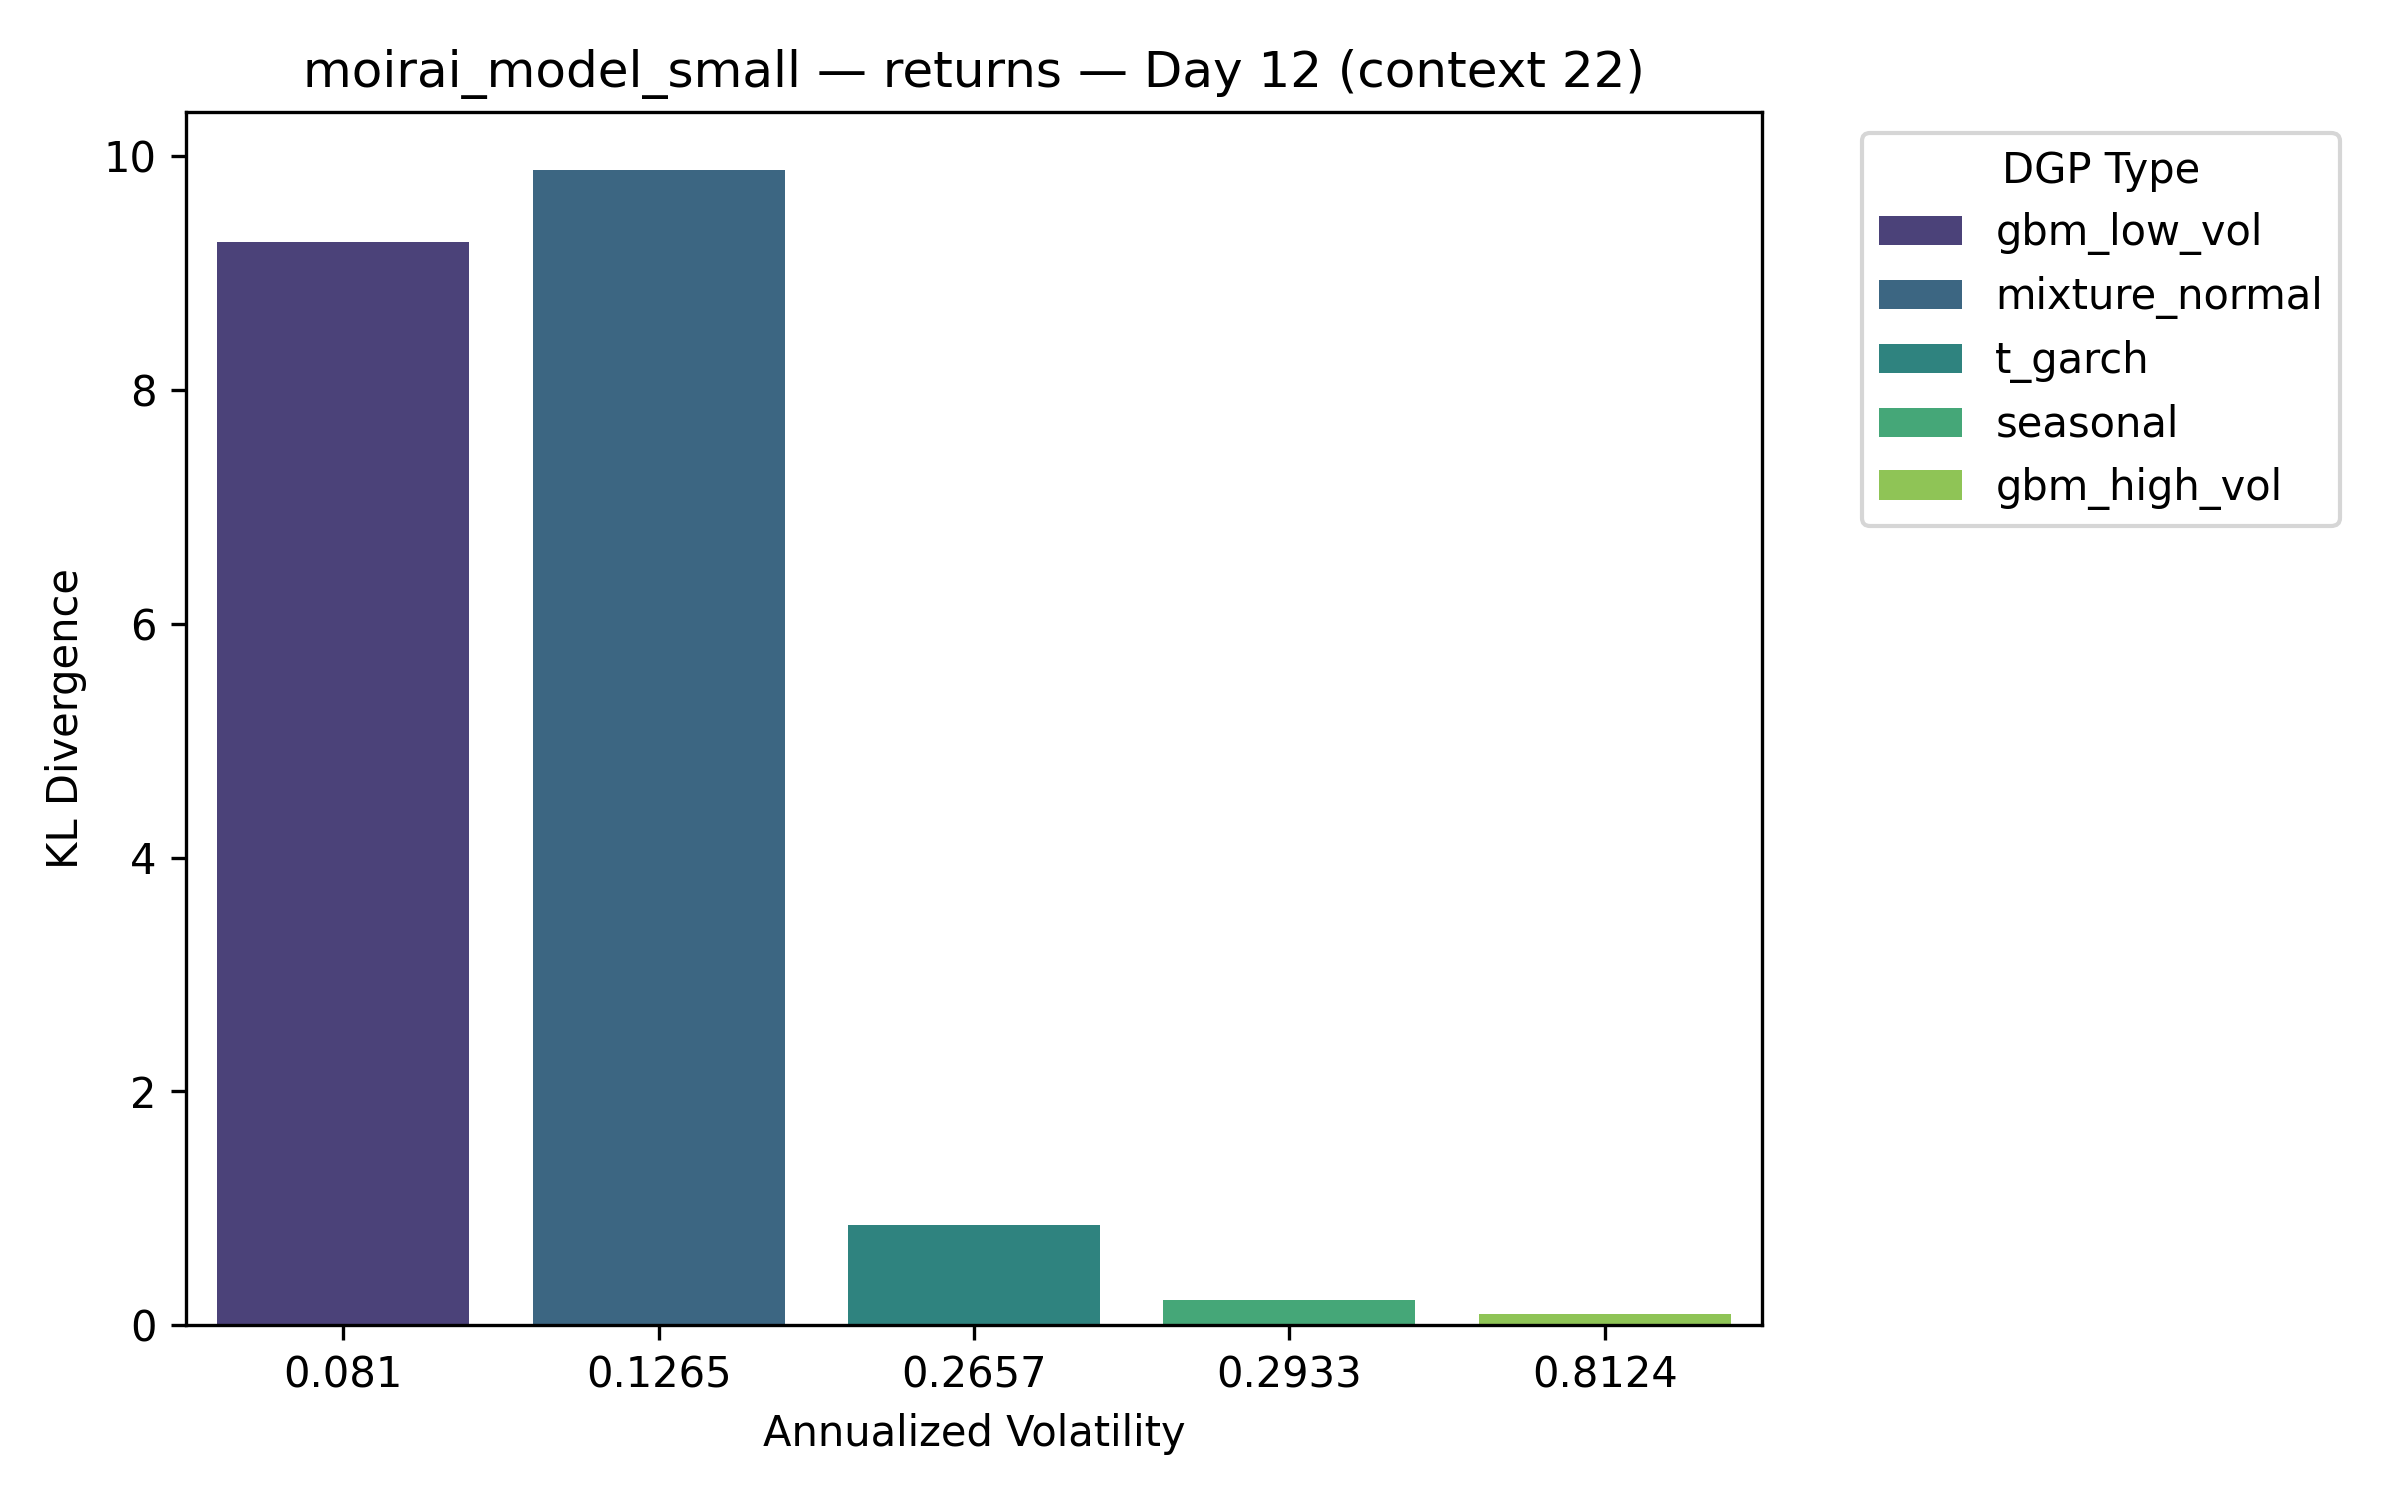 moirai_model_small — returns — Day 12 (context 22)
KL Divergence
10
8
6
4
2
0
0.081 0.1265 0.2657 0.2933 0.8124
Annualized Volatility
DGP Type
gbm_low_vol
mixture_normal
t_garch
seasonal
gbm_high_vol